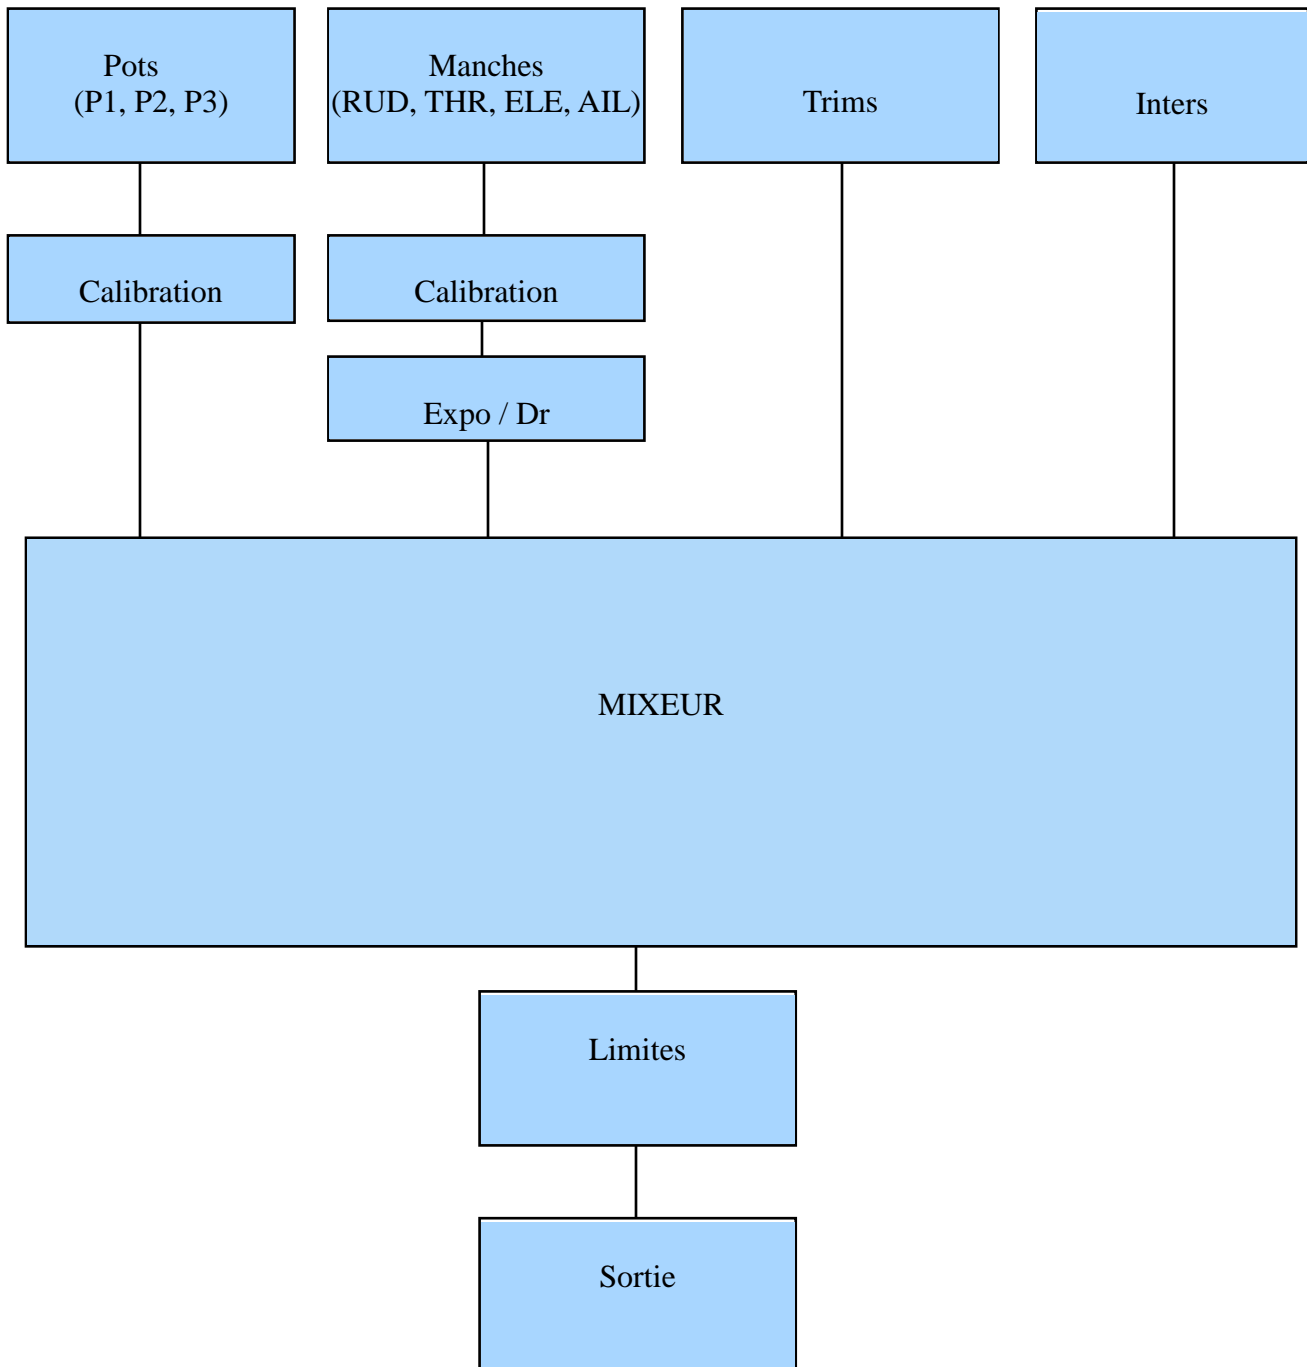 Pots
(P1, P2, P3)
Manches
(RUD, THR, ELE, AIL)
Trims
Inters
Calibration
Calibration
Expo / Dr
MIXEUR
Limites
Sortie